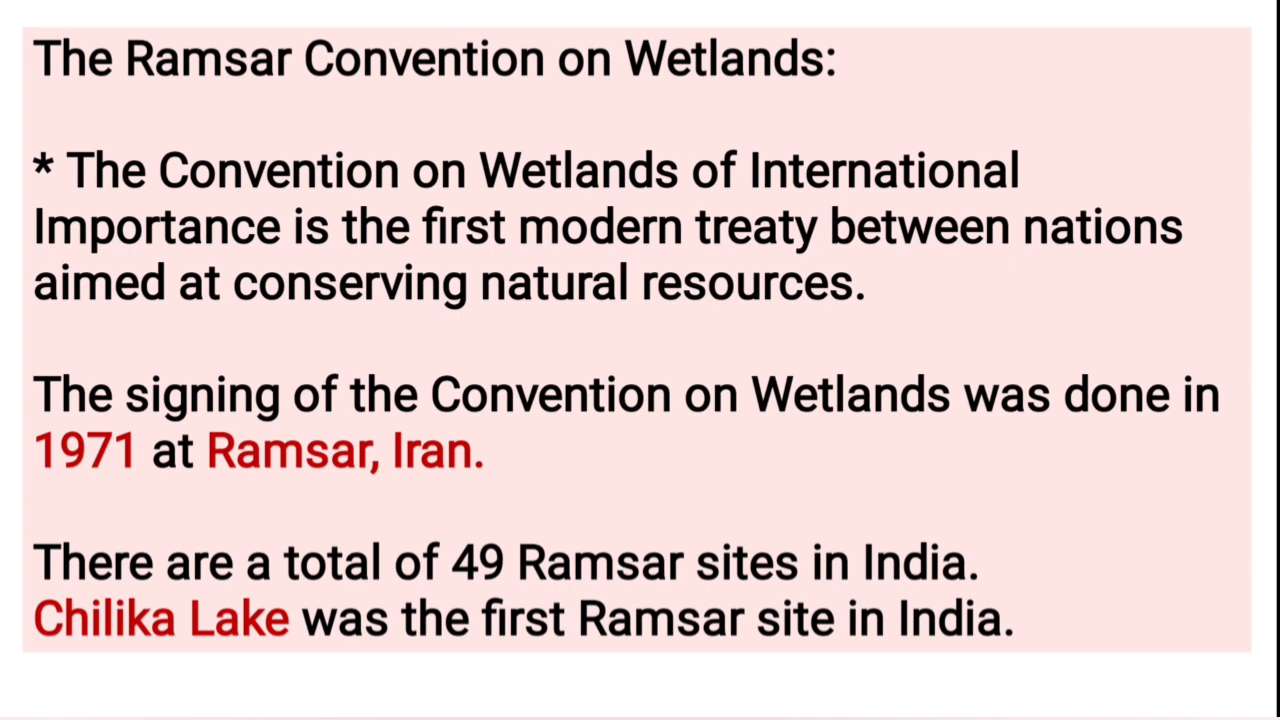 The Ramsar Convention on Wetlands:
* The Convention on Wetlands of International
Importance is the first modern treaty between nations
aimed at conserving natural resources.
The signing of the Convention on Wetlands was done in
1971 at Ramsar, Iran.
There are a total of 49 Ramsar sites in India.
Chilika Lake was the first Ramsar site in India.